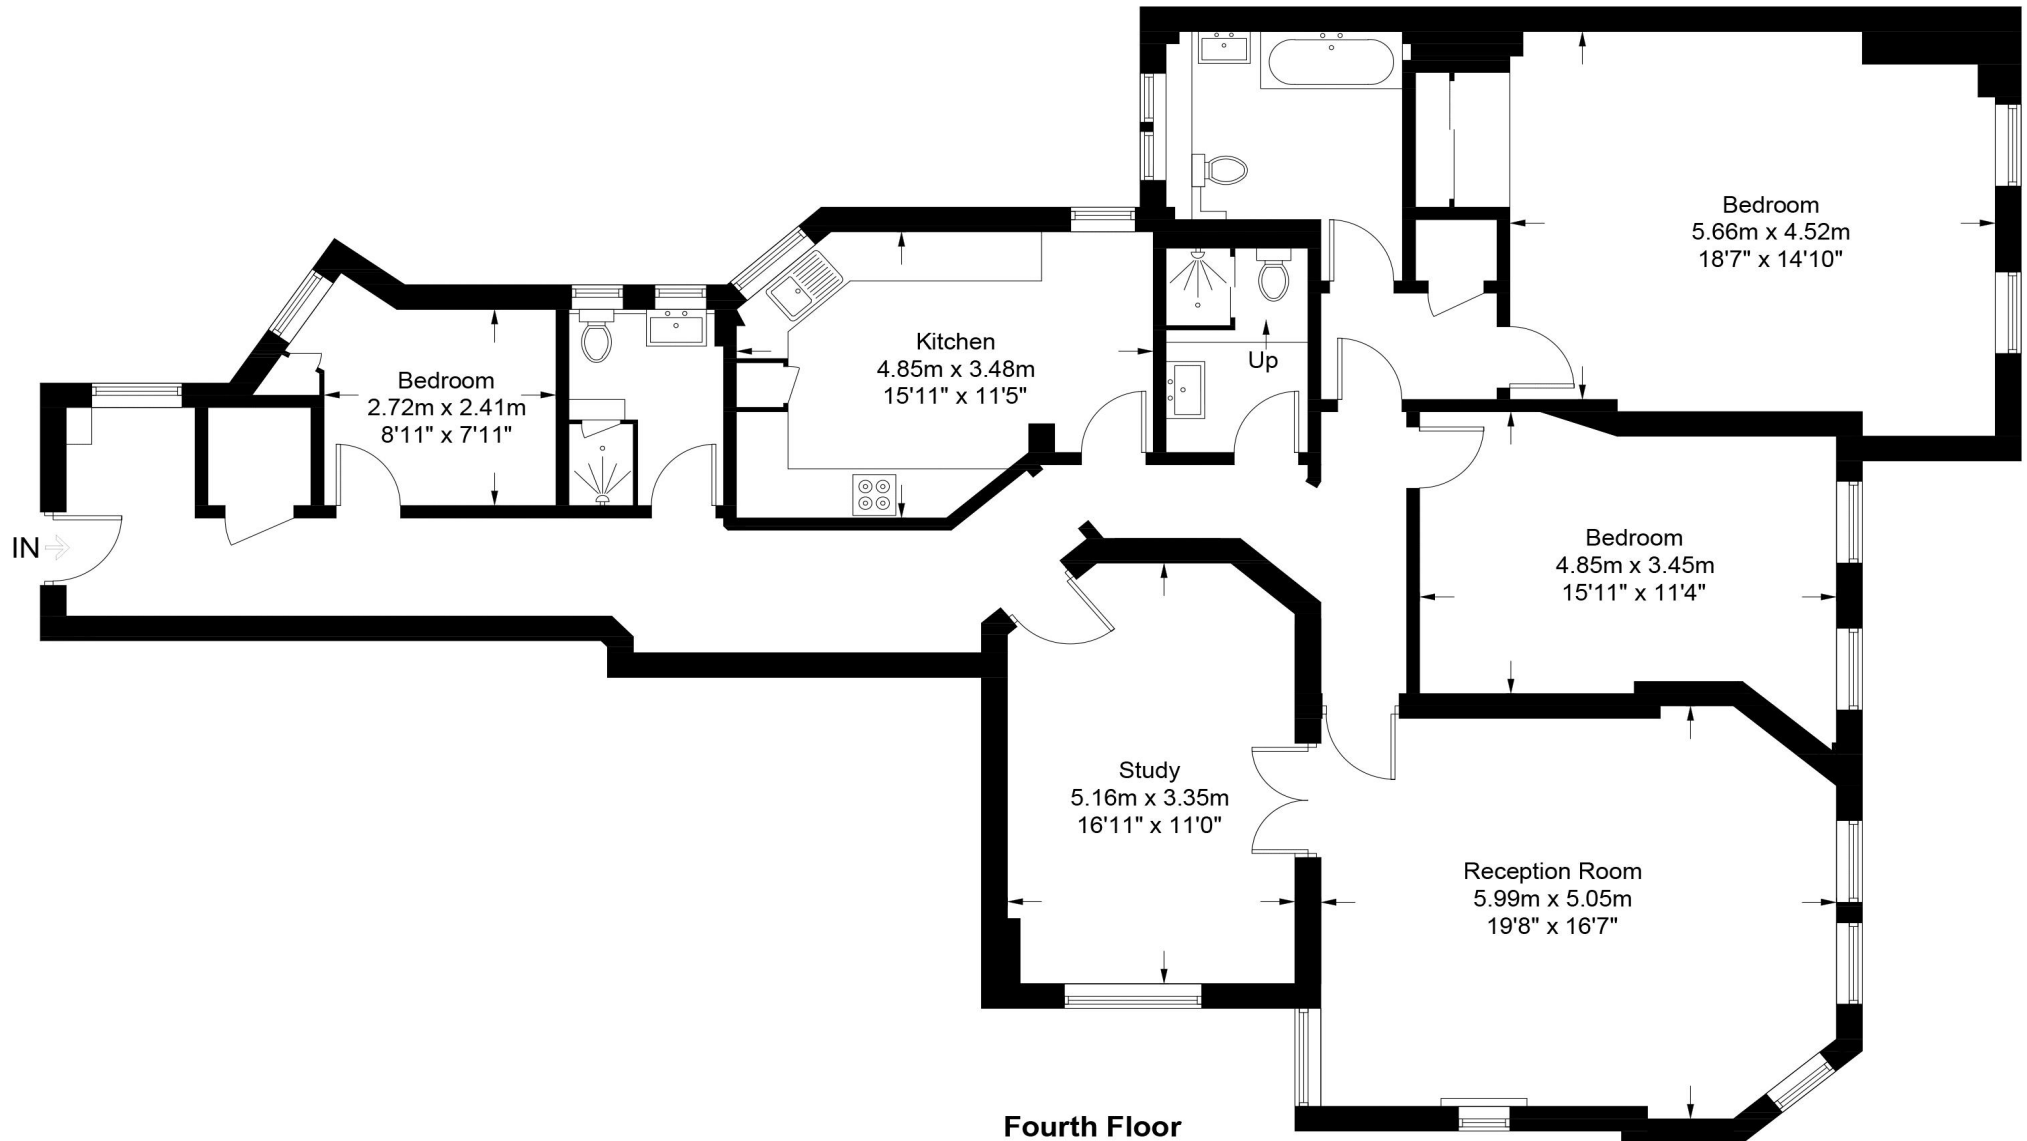 Bedroom
5.66m x 4.52m
18'7" x 14'10"
Kitchen
4.85m x 3.48m
15'11" x 11'5"
Up
Bedroom
2.72m x 2.41m
8'11" x 7'11"
IN
Bedroom
4.85m x 3.45m
15'11" x 11'4"
Study
5.16m x 3.35m
16'11" x 11'0"
Reception Room
5.99m x 5.05m
19'8" x 16'7"
Fourth Floor